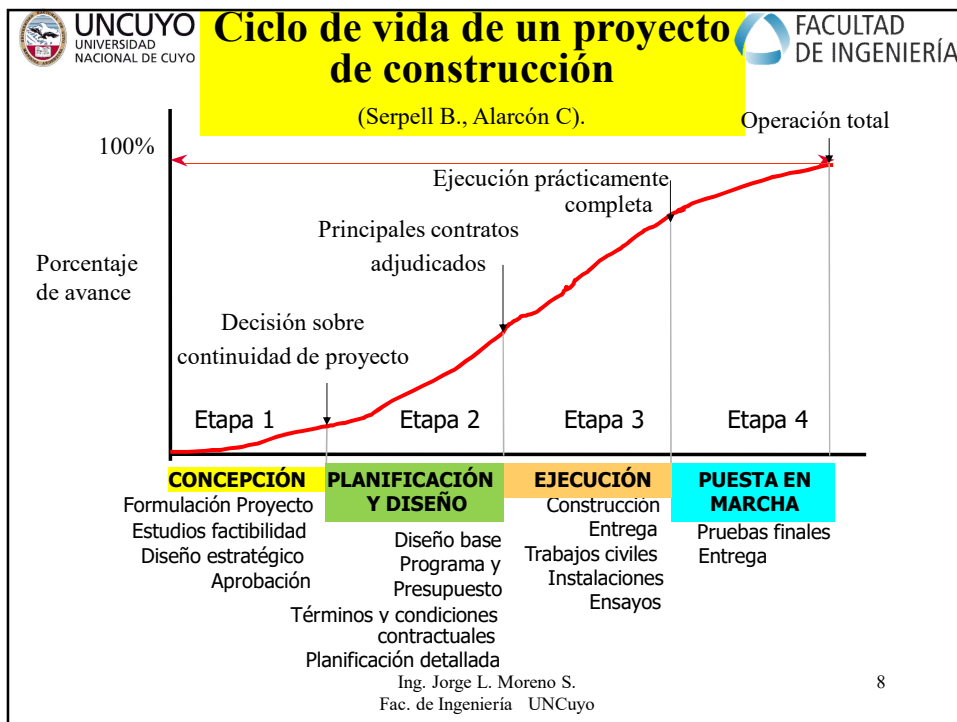 UNCUYO
UNIVERSIDAD
NACIONAL DE CUYO
Ciclo de vida de un proyecto
de construcción
(Serpell B., Alarcón C).
FACULTAD
DE INGENIERÍA
Operación total
100%
Ejecución prácticamente
completa
Principales contratos
adjudicados
Porcentaje
de avance
Decisión sobre
continuidad de proyecto
Etapa 1
Etapa 2
Etapa 3
Etapa 4
CONCEPCIÓN
Formulación Proyecto
Estudios factibilidad
Diseño estratégico
Aprobación
PLANIFICACIÓN
Y DISEÑO
Diseño base
Programa y
Presupuesto
Términos y condiciones
contractuales
Planificación detallada
EJECUCIÓN
Construcción
Entrega
Trabajos civiles
Instalaciones
Ensayos
PUESTA EN
MARCHA
Pruebas finales
Entrega
Ing. Jorge L. Moreno S.
Fac. de Ingeniería UNCuyo
8